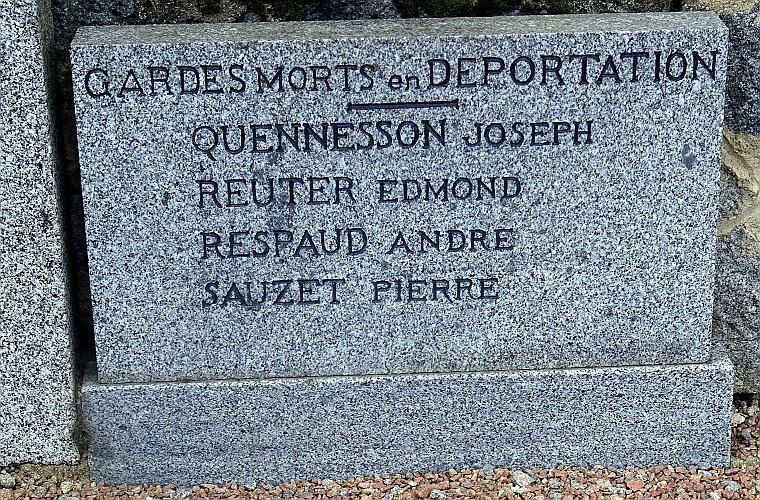 GARDES MORTS en DEPORTATION
QUENNESSON JOSEPH
REUTER EDMOND
RESPAUD ANDRE
SAUZET PIERRE